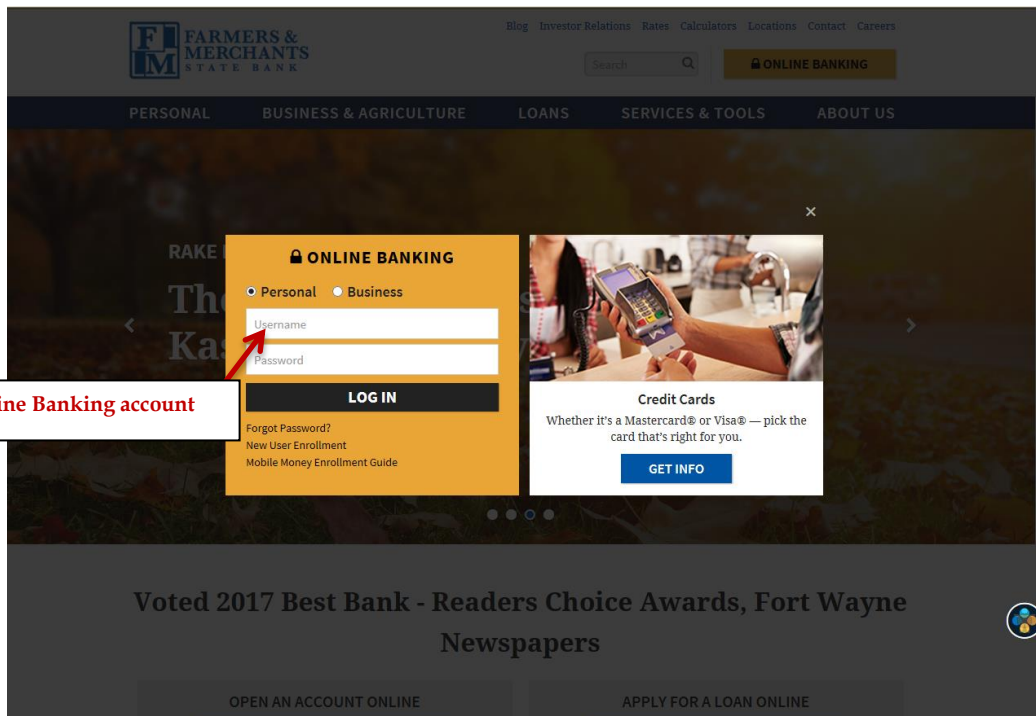 Blog Investor Relations Rates Calculators Locations Contact Careers
FM
FARMERS &
MERCHANTS
STATE BANK
Search
ONLINE BANKING
PERSONAL BUSINESS & AGRICULTURE LOANS SERVICES & TOOLS ABOUT US
×
RAKE
ONLINE BANKING
The
Personal Business
Username
Kas
Password
LOG IN
ine Banking account
Forgot Password?
New User Enrollment
Mobile Money Enrollment Guide
Credit Cards
Whether it's a Mastercard® or Visa® — pick the
card that's right for you.
GET INFO
Voted 2017 Best Bank - Readers Choice Awards, Fort Wayne
Newspapers
OPEN AN ACCOUNT ONLINE APPLY FOR A LOAN ONLINE